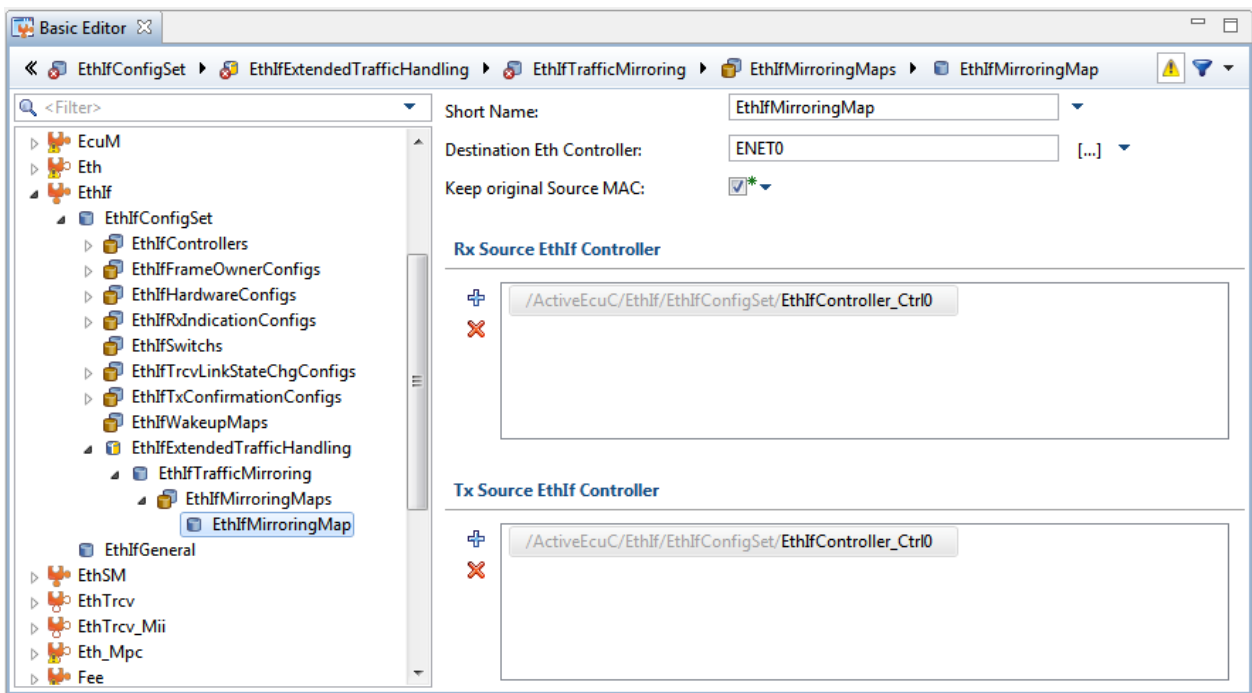 Basic Editor
EthIfConfigSet EthIfExtendedTrafficHandling EthIfTrafficMirroring EthIfMirroringMaps EthIfMirroringMap
<Filter>
EcuM
Eth
EthIf
EthIfConfigSet
EthIfControllers
EthIfFrameOwnerConfigs
EthIfHardwareConfigs
EthIfRxIndicationConfigs
EthIfSwitchs
EthIfTrcvLinkStateChgConfigs
EthIfTxConfirmationConfigs
EthIfWakeupMaps
EthIfExtendedTrafficHandling
EthIfTrafficMirroring
EthIfMirroringMaps
EthIfMirroringMap
EthIfGeneral
EthSM
EthTrcv
EthTrcv_Mii
Eth_Mpc
Fee
Short Name: EthIfMirroringMap
Destination Eth Controller: ENET0 [...]
Keep original Source MAC:
Rx Source EthIf Controller
/ActiveEcuC/EthIf/EthIfConfigSet/EthIfController_Ctrl0
Tx Source EthIf Controller
/ActiveEcuC/EthIf/EthIfConfigSet/EthIfController_Ctrl0